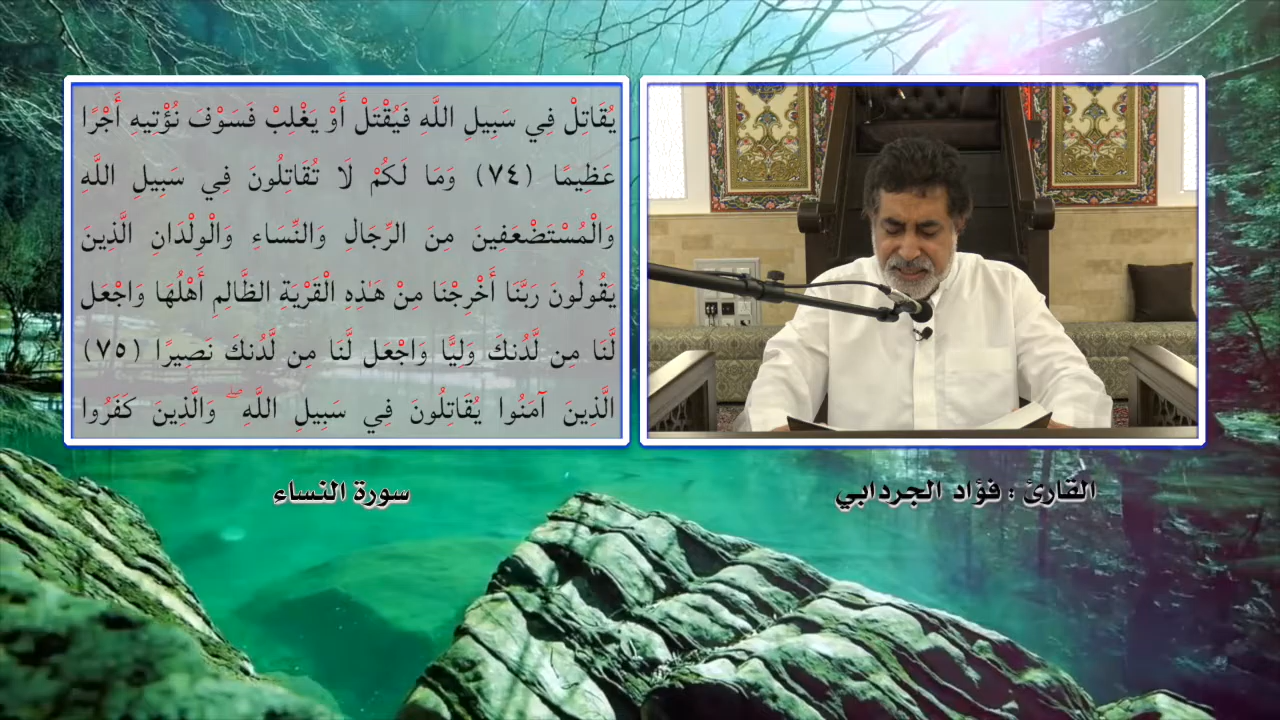 يُقَاتِلْ فِي سَبِيلِ اللَّهِ فَيُقْتَلْ أَوْ يَغْلِبْ فَسَوْفَ نُؤْتِيهِ أَجْرًا
عَظِيمًا (٧٤) وَمَا لَكُمْ لَا تُقَاتِلُونَ فِي سَبِيلِ اللَّهِ
وَالْمُسْتَضْعَفِينَ مِنَ الرِّجَالِ وَالنِّسَاءِ وَالْوِلْدَانِ الَّذِينَ
يَقُولُونَ رَبَّنَا أَخْرِجْنَا مِنْ هَٰذِهِ الْقَرْيَةِ الظَّالِمِ أَهْلُهَا وَاجْعَل
لَّنَا مِن لَّدُنكَ وَلِيًّا وَاجْعَل لَّنَا مِن لَّدُنكَ نَصِيرًا (٧٥)
الَّذِينَ آمَنُوا يُقَاتِلُونَ فِي سَبِيلِ اللَّهِ ۖ وَالَّذِينَ كَفَرُوا
القارئ : فؤاد الجردابي
سورة النساء